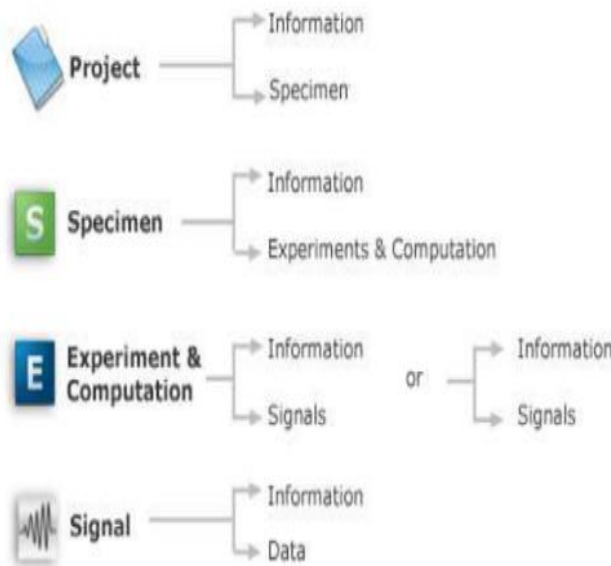 Information
Project
Specimen
Information
S Specimen
Experiments & Computation
E Experiment &
Computation
Information
Signals
or
Information
Signals
Information
Signal
Data